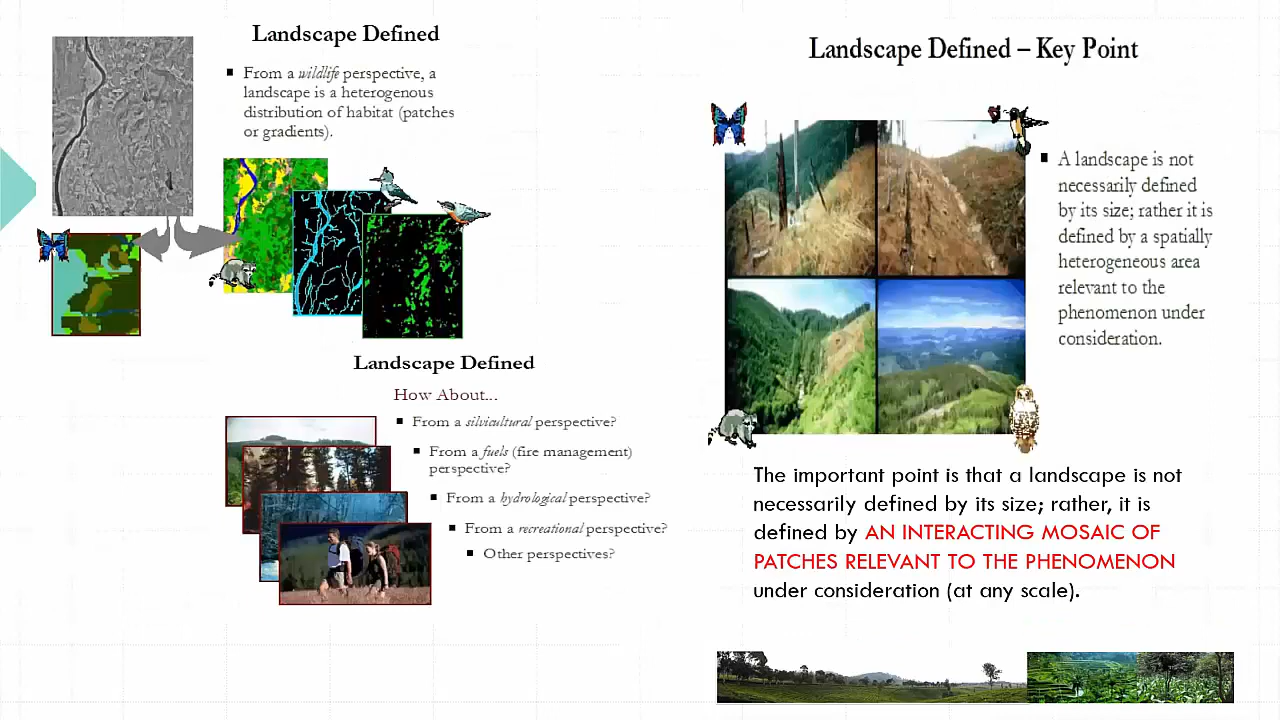 Landscape Defined
From a wildlife perspective, a
landscape is a heterogenous
distribution of habitat (patches
or gradients).
Landscape Defined
How About...
From a silvicultural perspective?
From a fuels (fire management)
perspective?
From a hydrological perspective?
From a recreational perspective?
Other perspectives?
Landscape Defined – Key Point
A landscape is not
necessarily defined
by its size; rather it is
defined by a spatially
heterogeneous area
relevant to the
phenomenon under
consideration.
The important point is that a landscape is not
necessarily defined by its size; rather, it is
defined by AN INTERACTING MOSAIC OF
PATCHES RELEVANT TO THE PHENOMENON
under consideration (at any scale).